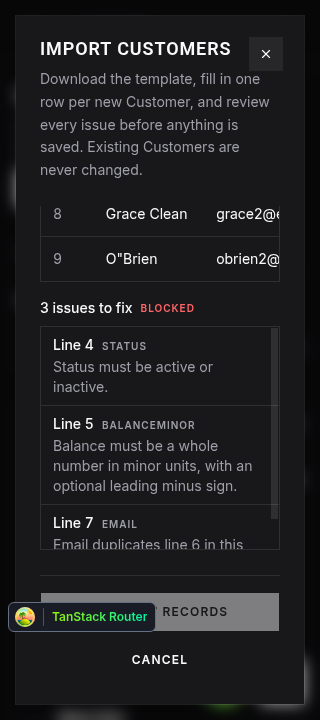 IMPORT CUSTOMERS
×
Download the template, fill in one
row per new Customer, and review
every issue before anything is
saved. Existing Customers are
never changed.
8 Grace Clean grace2@
9 O"Brien obrien2@
3 issues to fix BLOCKED
Line 4 STATUS
Status must be active or
inactive.
Line 5 BALANCEMINOR
Balance must be a whole
number in minor units, with an
optional leading minus sign.
Line 7 EMAIL
Email duplicates line 6 in this
RECORDS
TanStack Router
CANCEL